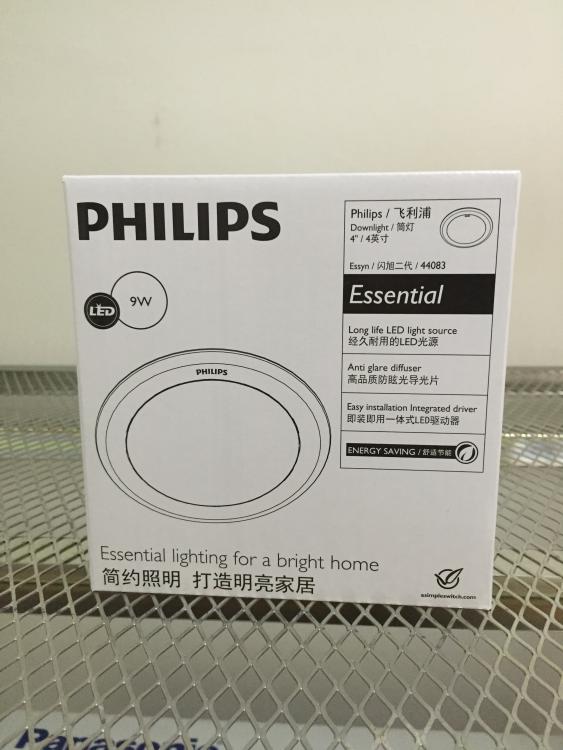 PHILIPS
LED
9W
PHILIPS
Philips / 飞利浦
Downlight / 筒灯
4" / 4英寸
Essyn / 闪旭二代 / 44083
Essential
Long life LED light source
经久耐用的LED光源
Anti glare diffuser
高品质防眩光导光片
Easy installation Integrated driver
即装即用一体式LED驱动器
ENERGY SAVING / 舒适节能
Essential lighting for a bright home
简约照明 打造明亮家居
asimpleswitch.com
Panasonic